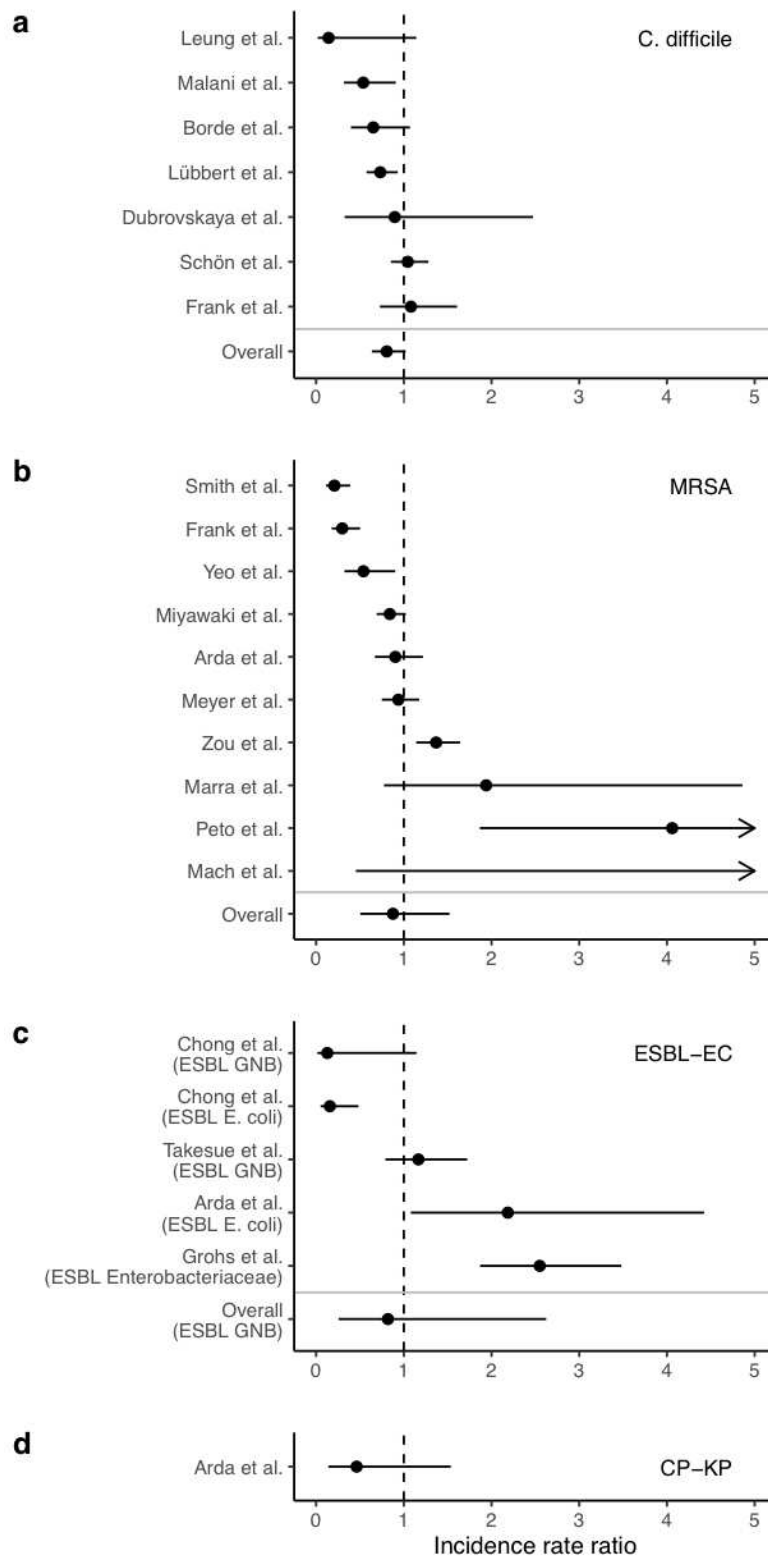 a
C. difficile
Leung et al.
Malani et al.
Borde et al.
Lübbert et al.
Dubrovskaya et al.
Schön et al.
Frank et al.
Overall
0 1 2 3 4 5
b
MRSA
Smith et al.
Frank et al.
Yeo et al.
Miyawaki et al.
Arda et al.
Meyer et al.
Zou et al.
Marra et al.
Peto et al.
Mach et al.
Overall
0 1 2 3 4 5
c
ESBL−EC
Chong et al.
(ESBL GNB)
Chong et al.
(ESBL E. coli)
Takesue et al.
(ESBL GNB)
Arda et al.
(ESBL E. coli)
Grohs et al.
(ESBL Enterobacteriaceae)
Overall
(ESBL GNB)
0 1 2 3 4 5
d
CP−KP
Arda et al.
0 1 2 3 4 5
Incidence rate ratio